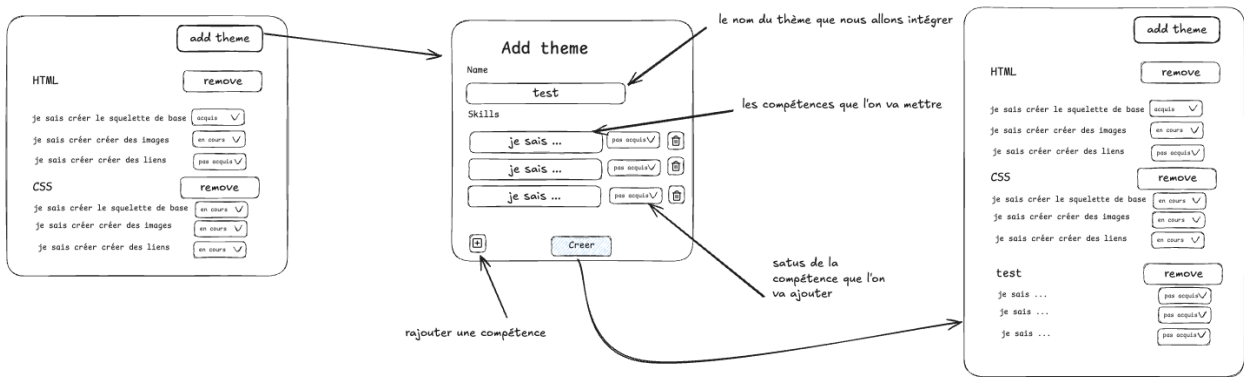 add theme
HTML
remove
je sais créer le squelette de base
acquis
je sais créer créer des images
en cours
je sais créer créer des liens
pas acquis
CSS
remove
je sais créer le squelette de base
en cours
je sais créer créer des images
en cours
je sais créer créer des liens
en cours
Add theme
Name
test
Skills
je sais ...
pas acquis
je sais ...
pas acquis
je sais ...
pas acquis
Creer
le nom du thème que nous allons intégrer
les compétences que l'on va mettre
satus de la
compétence que l'on
va ajouter
rajouter une compétence
add theme
HTML
remove
je sais créer le squelette de base
acquis
je sais créer créer des images
en cours
je sais créer créer des liens
pas acquis
CSS
remove
je sais créer le squelette de base
en cours
je sais créer créer des images
en cours
je sais créer créer des liens
en cours
test
remove
je sais ...
pas acquis
je sais ...
pas acquis
je sais ...
pas acquis